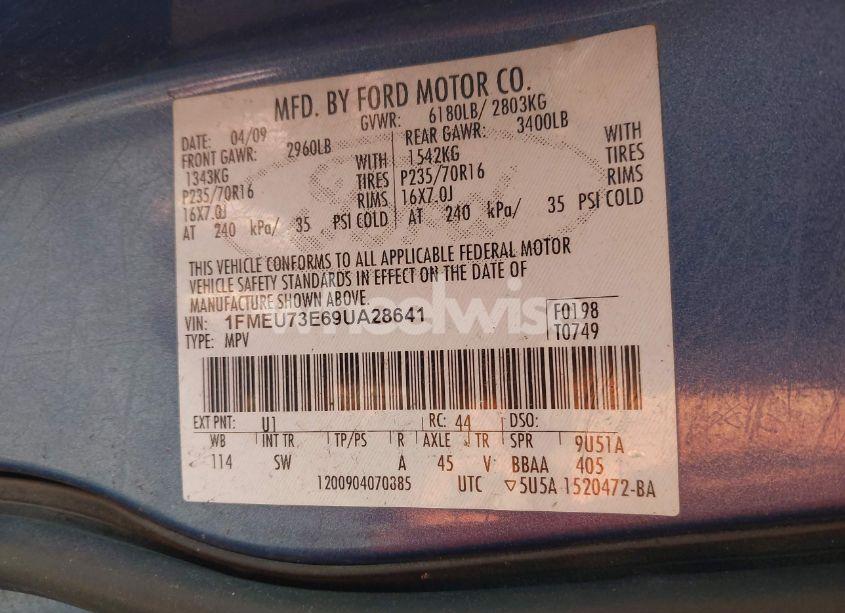 MFD. BY FORD MOTOR CO.
DATE: 04/09 GVWR: 6180LB/ 2803KG
FRONT GAWR: 2960LB REAR GAWR: 3400LB
1343KG WITH 1542KG WITH
P235/70R16 TIRES P235/70R16 TIRES
16X7.0J RIMS 16X7.0J RIMS
AT 240 kPa/ 35 PSI COLD AT 240 kPa/ 35 PSI COLD
THIS VEHICLE CONFORMS TO ALL APPLICABLE FEDERAL MOTOR
VEHICLE SAFETY STANDARDS IN EFFECT ON THE DATE OF
MANUFACTURE SHOWN ABOVE.
wheelwis
VIN: 1FMEU73E69UA28641 F0198
TYPE: MPV T0749
EXT PNT: U1 RC: 44 DSO:
WB INT TR TP/PS R AXLE TR SPR 9U51A
114 SW A 45 V BBAA 405
1200904070385 UTC ▽5U5A 1520472-BA